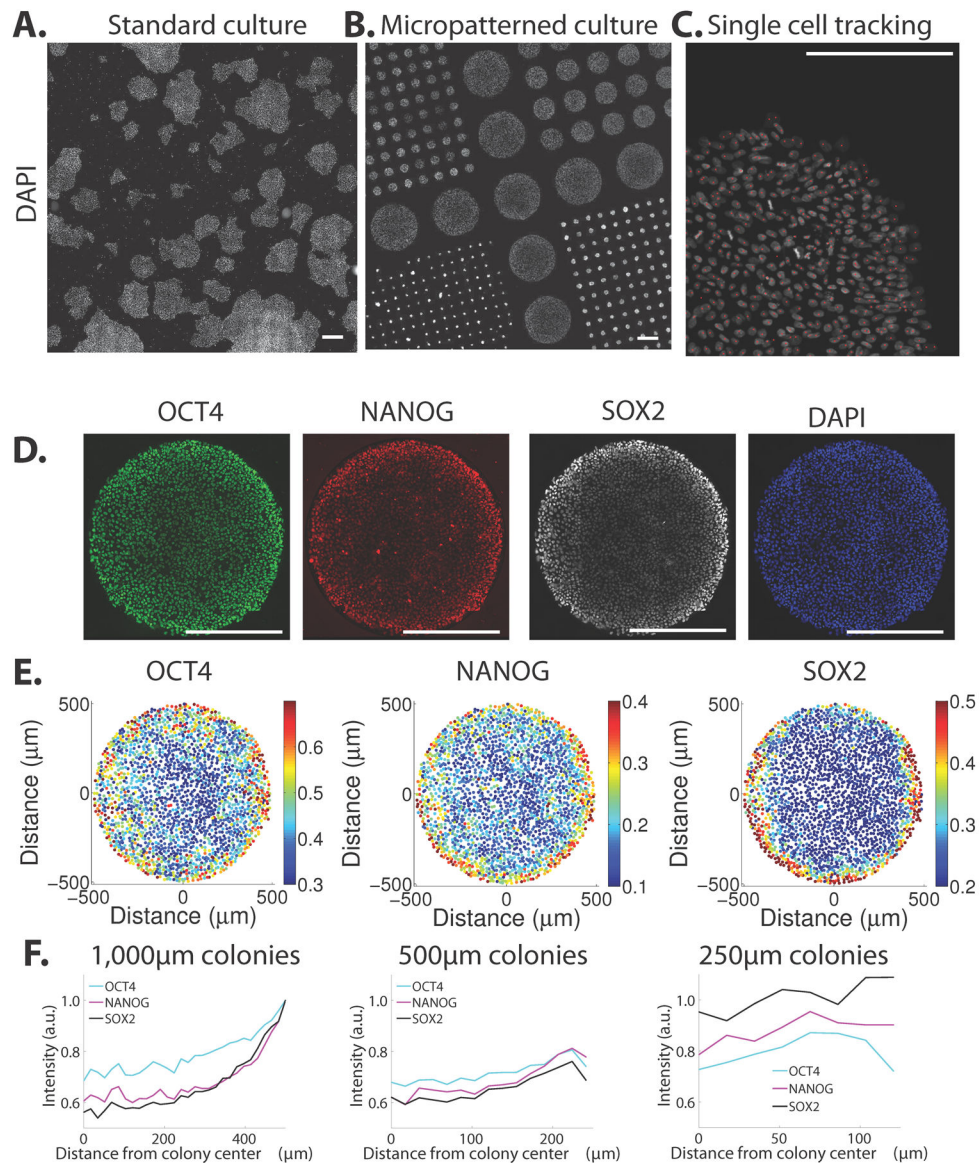 A. Standard culture
B. Micropatterned culture
C. Single cell tracking
DAPI
D.
OCT4
NANOG
SOX2
DAPI
E.
OCT4
500
0
−500
−500
0
500
Distance (μm)
Distance (μm)
0.6
0.5
0.4
0.3
NANOG
500
0
−500
−500
0
500
Distance (μm)
Distance (μm)
0.4
0.3
0.2
0.1
SOX2
500
0
−500
−500
0
500
Distance (μm)
Distance (μm)
0.5
0.4
0.3
0.2
F.
1,000μm colonies
OCT4
NANOG
SOX2
1.0
0.8
0.6
Intensity (a.u.)
0
200
400
Distance from colony center (μm)
500μm colonies
OCT4
NANOG
SOX2
1.0
0.8
0.6
Intensity (a.u.)
0
100
200
Distance from colony center (μm)
250μm colonies
1.0
0.8
0.6
Intensity (a.u.)
OCT4
NANOG
SOX2
0
50
100
Distance from colony center (μm)